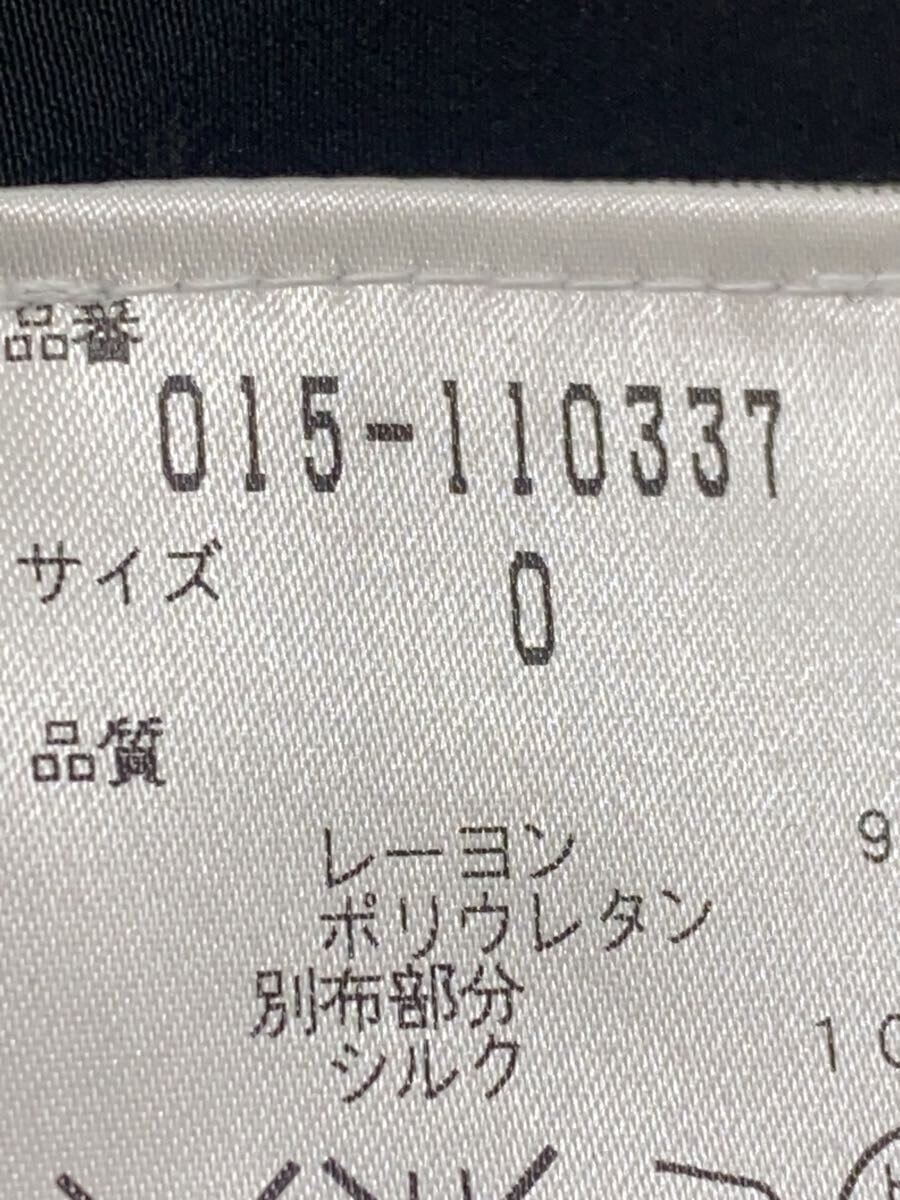 品番
015-110337
サイズ 0
品質
レーヨン 9
ポリウレタン
別布部分
シルク 10